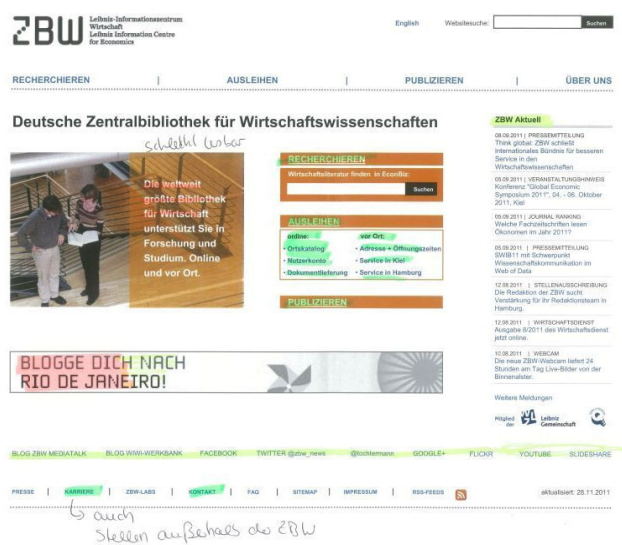 ZBW
Leibniz-Informationszentrum
Wirtschaft
Leibniz Information Centre
for Economics
English
Websitesuche:
Suchen
RECHERCHIEREN | AUSLEIHEN | PUBLIZIEREN | ÜBER UNS
Deutsche Zentralbibliothek für Wirtschaftswissenschaften
schlecht lesbar
Die weltweit
größte Bibliothek
für Wirtschaft
unterstützt Sie in
Forschung und
Studium. Online
und vor Ort.
RECHERCHIEREN
Wirtschaftsliteratur finden in EconBiz:
Suchen
AUSLEIHEN
online:
• Ortskatalog
• Nutzerkonto
• Dokumentlieferung
vor Ort:
• Adresse + Öffnungszeiten
• Service in Kiel
• Service in Hamburg
PUBLIZIEREN
BLOGGE DICH NACH
RIO DE JANEIRO!
ZBW Aktuell
08.09.2011 | PRESSEMITTEILUNG
Think global: ZBW schließt
Internationales Bündnis für besseren
Service in den
Wirtschaftswissenschaften
05.09.2011 | VERANSTALTUNGSHINWEIS
Konferenz "Global Economic
Symposium 2011", 04. - 06. Oktober
2011, Kiel
05.09.2011 | JOURNAL RANKING
Welche Fachzeitschriften lesen
Ökonomen im Jahr 2011?
05.09.2011 | PRESSEMITTEILUNG
SWIB11 mit Schwerpunkt
Wissenschaftskommunikation im
Web of Data
12.08.2011 | STELLENAUSSCHREIBUNG
Die Redaktion der ZBW sucht
Verstärkung für ihr Redaktionsteam in
Hamburg.
12.08.2011 | WIRTSCHAFTSDIENST
Ausgabe 8/2011 des Wirtschaftsdienst
jetzt online.
10.08.2011 | WEBCAM
Die neue ZBW-Webcam liefert 24
Stunden am Tag Live-Bilder von der
Binnenalster.
Weitere Meldungen
Mitglied
der
Leibniz
Gemeinschaft
BLOG ZBW MEDIATALK BLOG WIWI-WERKBANK FACEBOOK TWITTER @zbw_news @tochtermann GOOGLE+ FLICKR YOUTUBE SLIDESHARE
PRESSE | KARRIERE | ZBW-LABS | KONTAKT | FAQ | SITEMAP | IMPRESSUM | RSS-FEEDS
aktualisiert: 28.11.2011
auch
Stellen außerhalb der ZBW